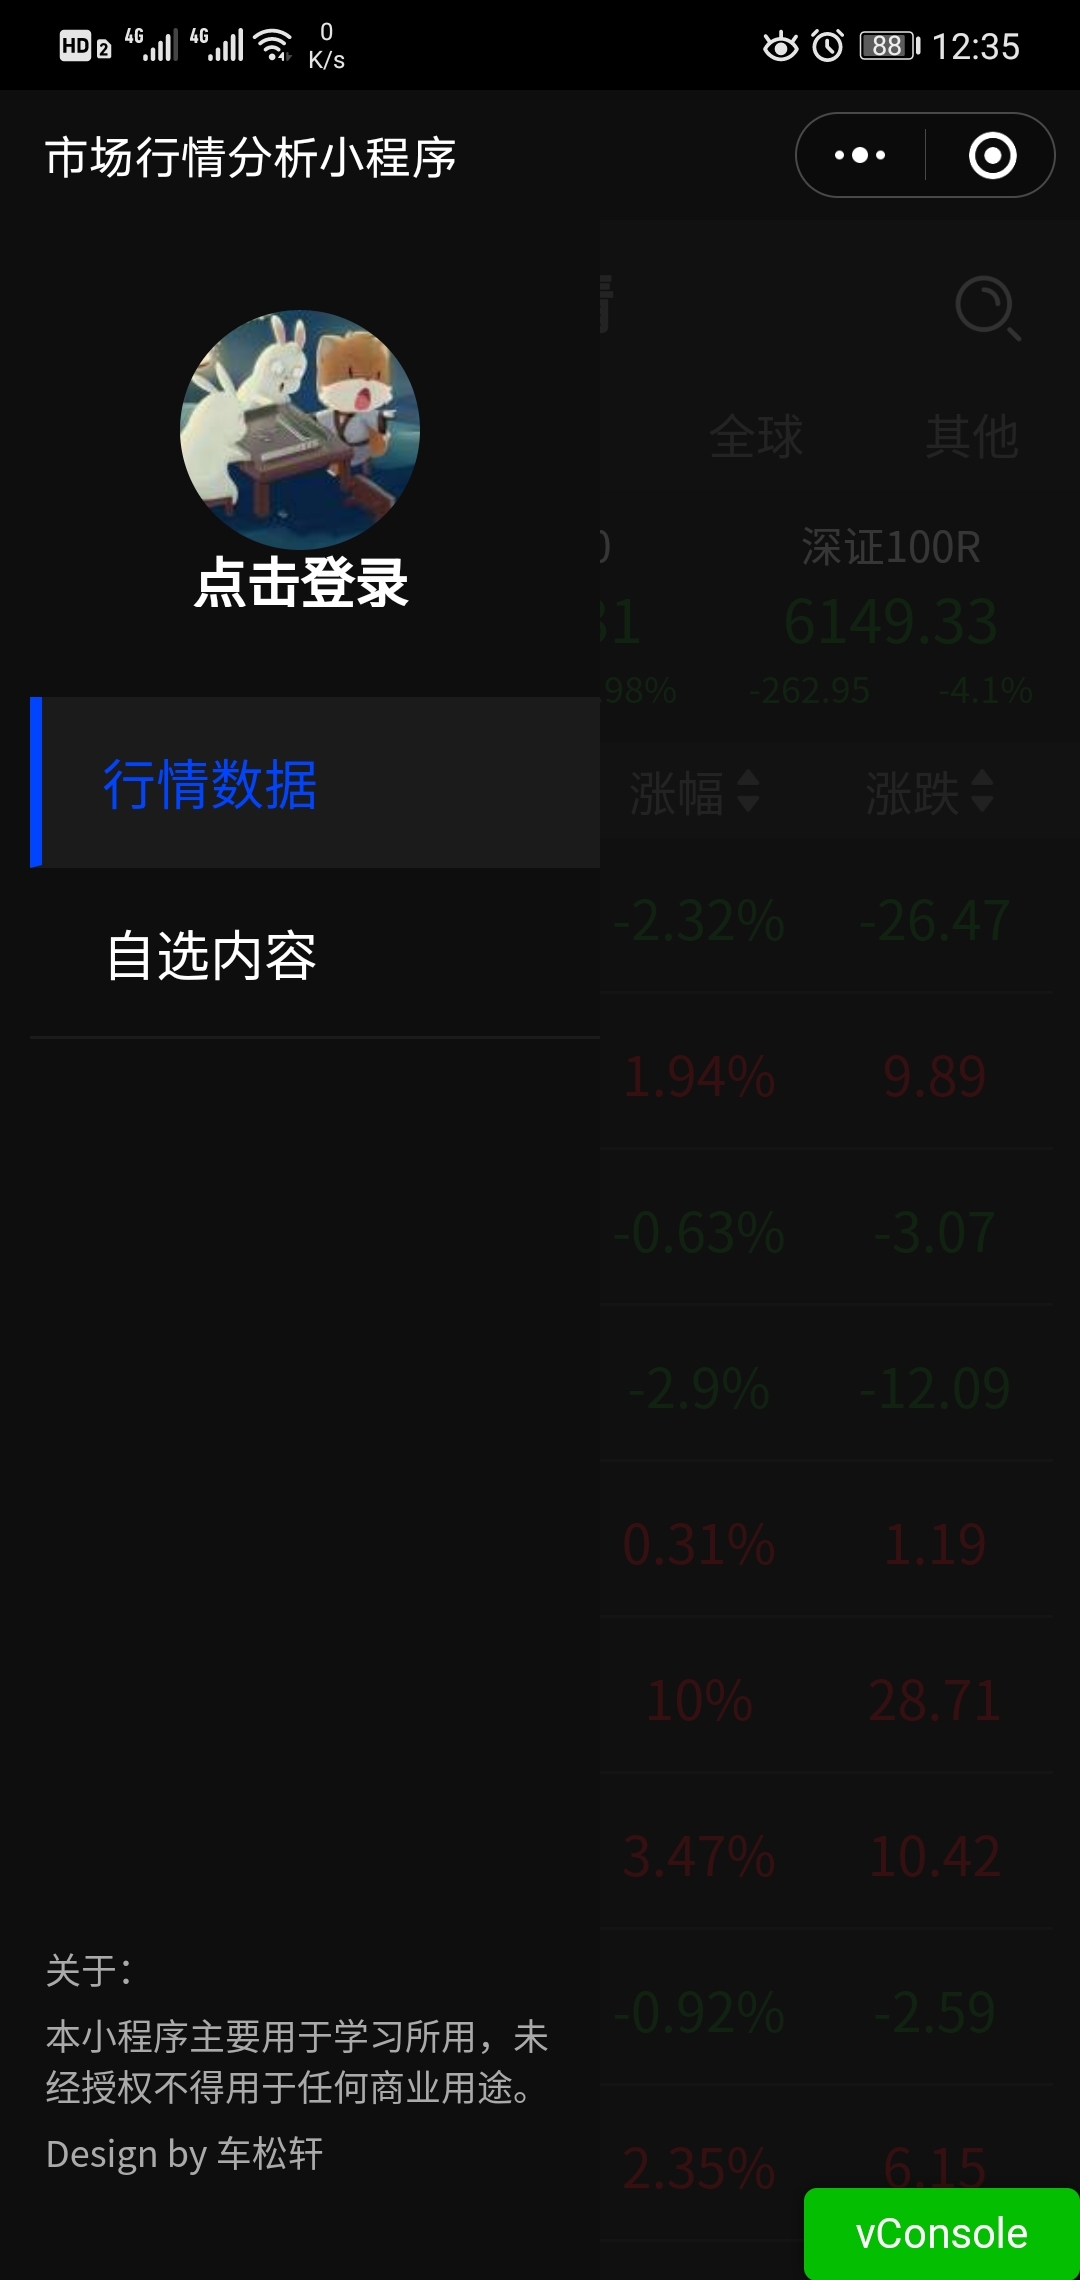 HD 2 4G 4G 0 K/s 88 12:35
市场行情分析小程序
全球 其他
点击登录
深证100R
31 6149.33
98% -262.95 -4.1%
行情数据
涨幅 涨跌
-2.32% -26.47
自选内容
1.94% 9.89
-0.63% -3.07
-2.9% -12.09
0.31% 1.19
10% 28.71
3.47% 10.42
-0.92% -2.59
2.35% 6.15
关于：
本小程序主要用于学习所用，未
经授权不得用于任何商业用途。
Design by 车松轩
vConsole